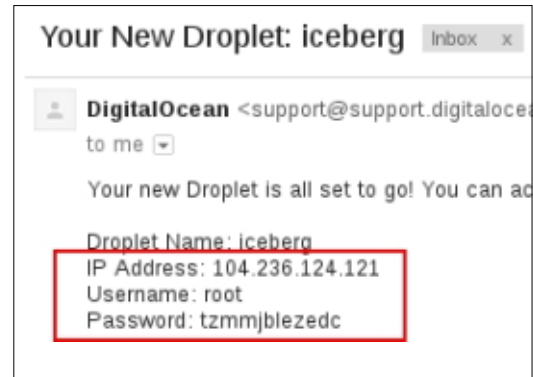 Your New Droplet: iceberg Inbox x
DigitalOcean <support@support.digitaloce
to me
Your new Droplet is all set to go! You can ac
Droplet Name: iceberg
IP Address: 104.236.124.121
Username: root
Password: tzmmjblezedc